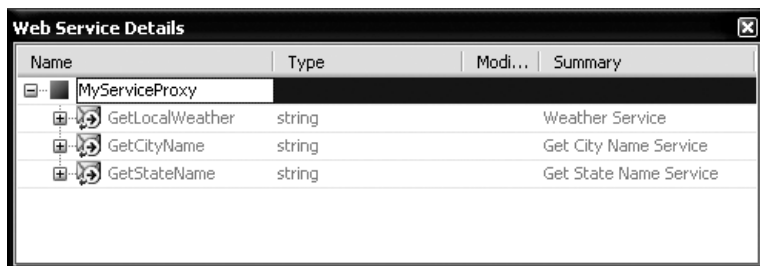 Web Service Details
Name Type Modi... Summary
MyServiceProxy
GetLocalWeather string Weather Service
GetCityName string Get City Name Service
GetStateName string Get State Name Service